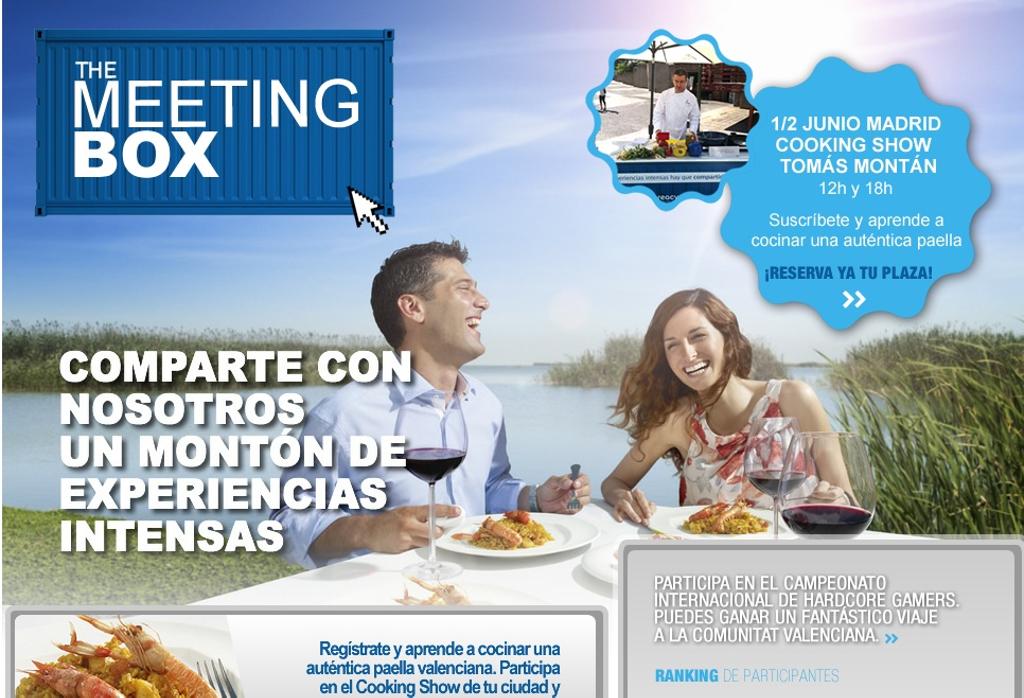 THE
MEETING
BOX
1/2 JUNIO MADRID
COOKING SHOW
TOMÁS MONTÁN
12h y 18h
Suscríbete y aprende a
cocinar una auténtica paella
¡RESERVA YA TU PLAZA!
COMPARTE CON
NOSOTROS
UN MONTÓN DE
EXPERIENCIAS
INTENSAS
PARTICIPA EN EL CAMPEONATO
INTERNACIONAL DE HARDCORE GAMERS.
PUEDES GANAR UN FANTÁSTICO VIAJE
A LA COMUNITAT VALENCIANA.
RANKING DE PARTICIPANTES
Regístrate y aprende a cocinar una
auténtica paella valenciana. Participa
en el Cooking Show de tu ciudad y